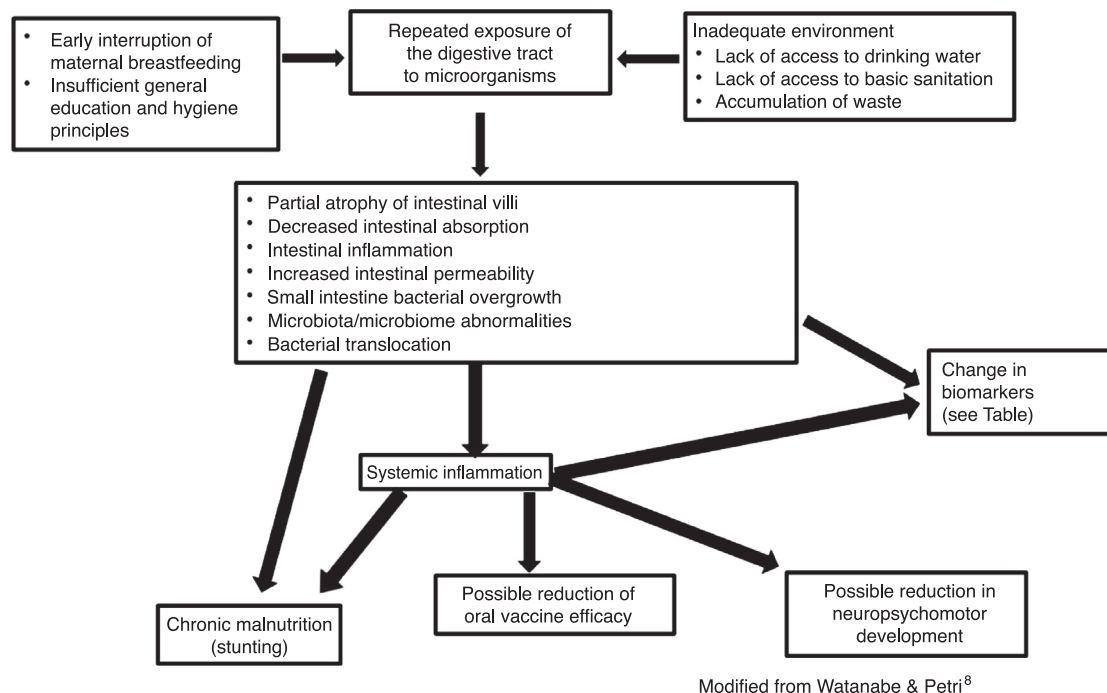 • Early interruption of
maternal breastfeeding
• Insufficient general
education and hygiene
principles
Repeated exposure of
the digestive tract
to microorganisms
Inadequate environment
• Lack of access to drinking water
• Lack of access to basic sanitation
• Accumulation of waste
• Partial atrophy of intestinal villi
• Decreased intestinal absorption
• Intestinal inflammation
• Increased intestinal permeability
• Small intestine bacterial overgrowth
• Microbiota/microbiome abnormalities
• Bacterial translocation
Change in
biomarkers
(see Table)
Systemic inflammation
Chronic malnutrition
(stunting)
Possible reduction of
oral vaccine efficacy
Possible reduction in
neuropsychomotor
development
Modified from Watanabe & Petri⁸